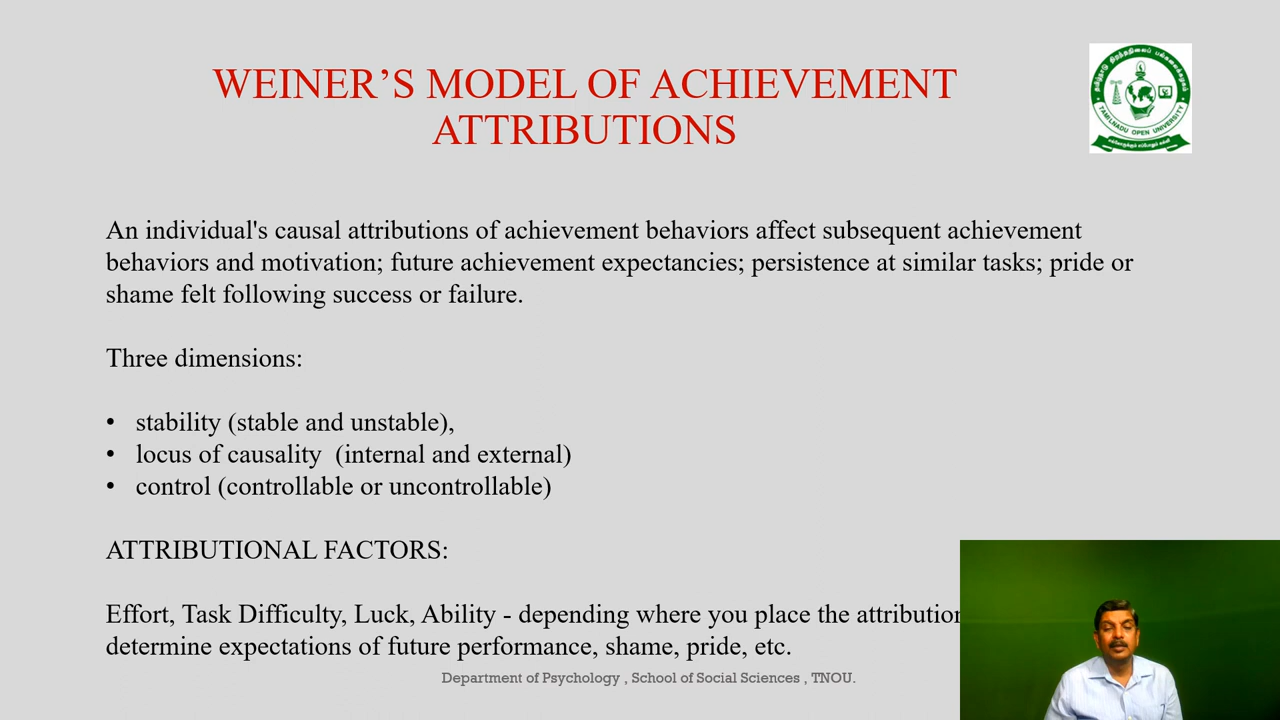 WEINER’S MODEL OF ACHIEVEMENT
ATTRIBUTIONS
TAMILNADU OPEN UNIVERSITY
An individual's causal attributions of achievement behaviors affect subsequent achievement
behaviors and motivation; future achievement expectancies; persistence at similar tasks; pride or
shame felt following success or failure.
Three dimensions:
• stability (stable and unstable),
• locus of causality  (internal and external)
• control (controllable or uncontrollable)
ATTRIBUTIONAL FACTORS:
Effort, Task Difficulty, Luck, Ability - depending where you place the attribution
determine expectations of future performance, shame, pride, etc.
Department of Psychology , School of Social Sciences , TNOU.